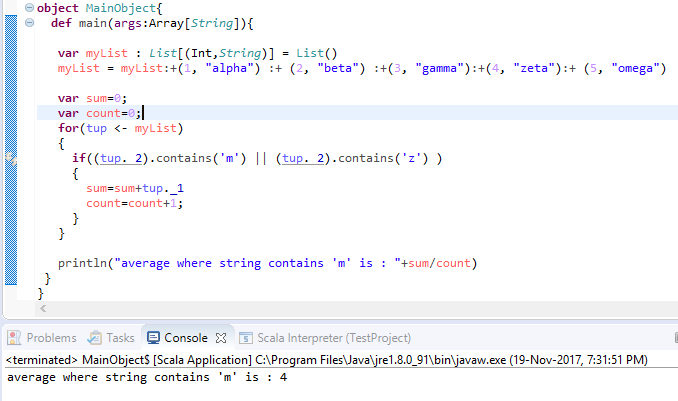 object MainObject{
def main(args:Array[String]){
var myList : List[(Int,String)] = List()
myList = myList:+(1, "alpha") :+ (2, "beta") :+(3, "gamma"):+(4, "zeta"):+ (5, "omega")
var sum=0;
var count=0;
for(tup <- myList)
{
if((tup._2).contains('m') || (tup._2).contains('z') )
{
sum=sum+tup._1
count=count+1;
}
}
println("average where string contains 'm' is : "+sum/count)
}
}
Problems Tasks Console Scala Interpreter (TestProject)
<terminated> MainObject$ [Scala Application] C:\Program Files\Java\jre1.8.0_91\bin\javaw.exe (19-Nov-2017, 7:31:51 PM)
average where string contains 'm' is : 4